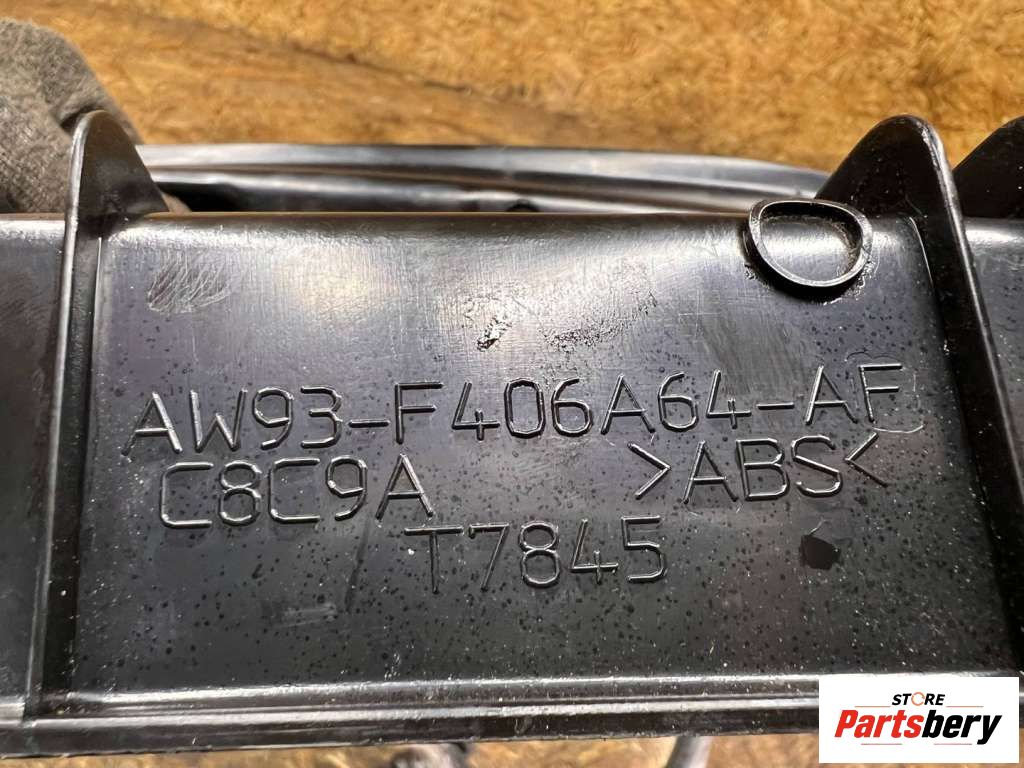 AW93-F406A64-AF
C8C9A >ABS<
T7845
STORE
Partsbery